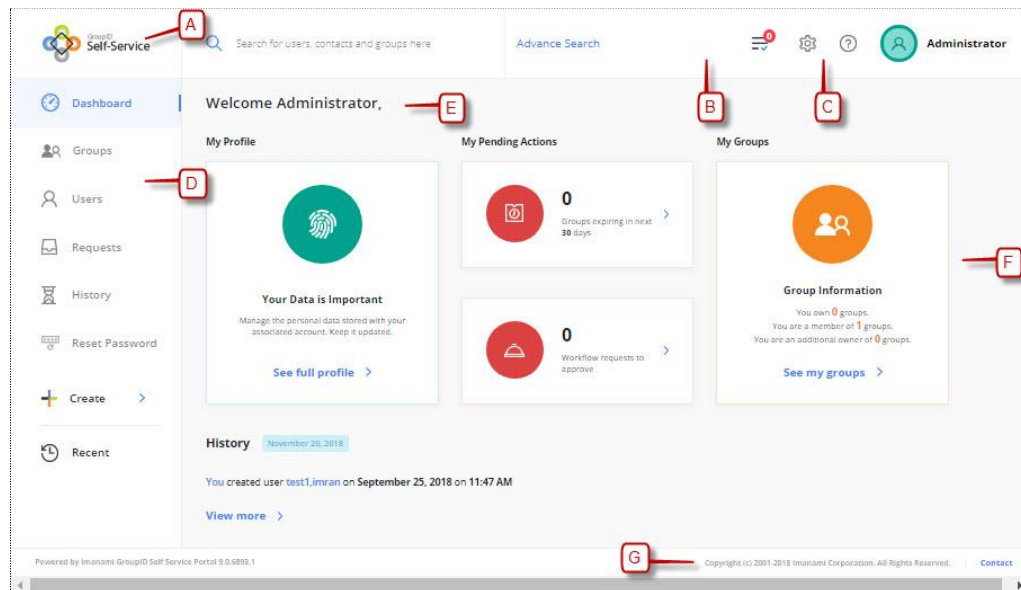 GroupID
Self-Service
A
Search for users, contacts and groups here
Advance Search
0
Administrator
B
C
Dashboard
Groups
Users
Requests
History
Reset Password
Create
Recent
D
Welcome Administrator,
E
My Profile
My Pending Actions
My Groups
Your Data is Important
Manage the personal data stored with your
associated account. Keep it updated.
See full profile
0
Groups expiring in next
30 days
0
Workflow requests to
approve
Group Information
You own 0 groups.
You are a member of 1 groups.
You are an additional owner of 0 groups.
See my groups
F
History
November 20, 2018
You created user test1,imran on September 25, 2018 on 11:47 AM
View more
G
Powered by Imanami GroupID Self Service Portal 9.0.6893.1
Copyright (c) 2001-2018 Imanami Corporation. All Rights Reserved.
Contact